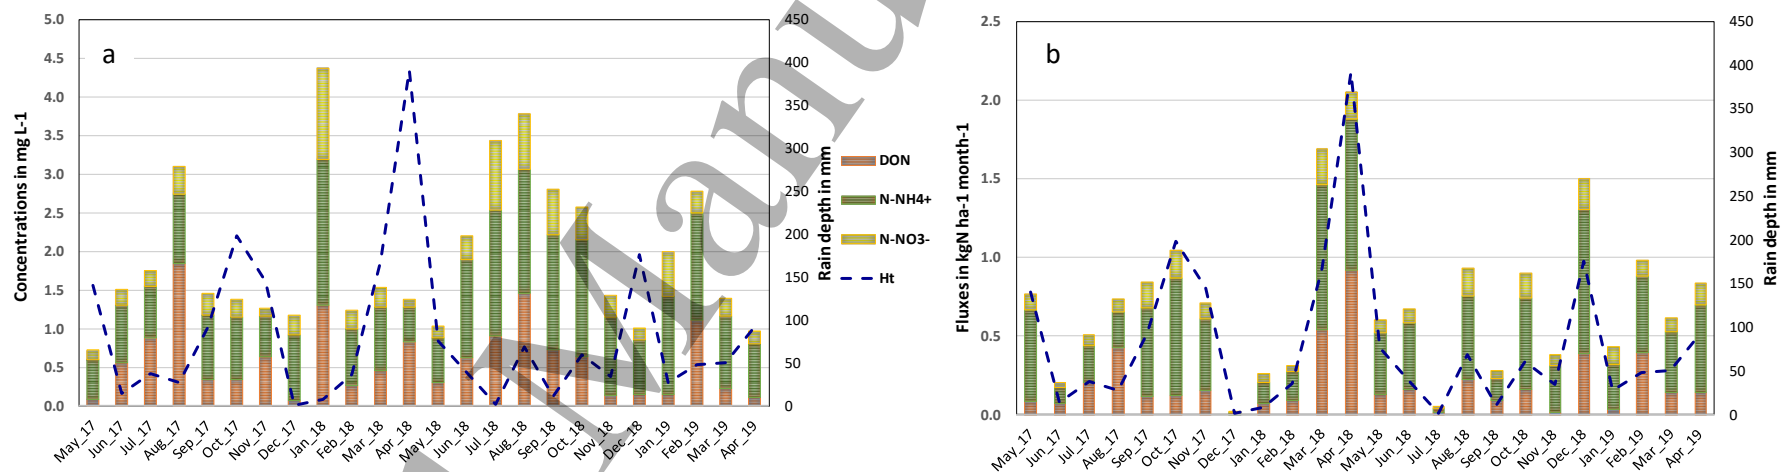 a
Concentrations in mg L-1
5.0
4.5
4.0
3.5
3.0
2.5
2.0
1.5
1.0
0.5
0.0
450
400
350
300
250
200
150
100
50
0
Rain depth in mm
May_17
Jun_17
Jul_17
Aug_17
Sep_17
Oct_17
Nov_17
Dec_17
Jan_18
Feb_18
Mar_18
Apr_18
May_18
Jun_18
Jul_18
Aug_18
Sep_18
Oct_18
Nov_18
Dec_18
Jan_19
Feb_19
Mar_19
Apr_19
DON
N-NH4+
N-NO3-
Ht
b
Fluxes in kgN ha-1 month-1
2.5
2.0
1.5
1.0
0.5
0.0
450
400
350
300
250
200
150
100
50
0
Rain depth in mm
May_17
Jun_17
Jul_17
Aug_17
Sep_17
Oct_17
Nov_17
Dec_17
Jan_18
Feb_18
Mar_18
Apr_18
May_18
Jun_18
Jul_18
Aug_18
Sep_18
Oct_18
Nov_18
Dec_18
Jan_19
Feb_19
Mar_19
Apr_19
Manu